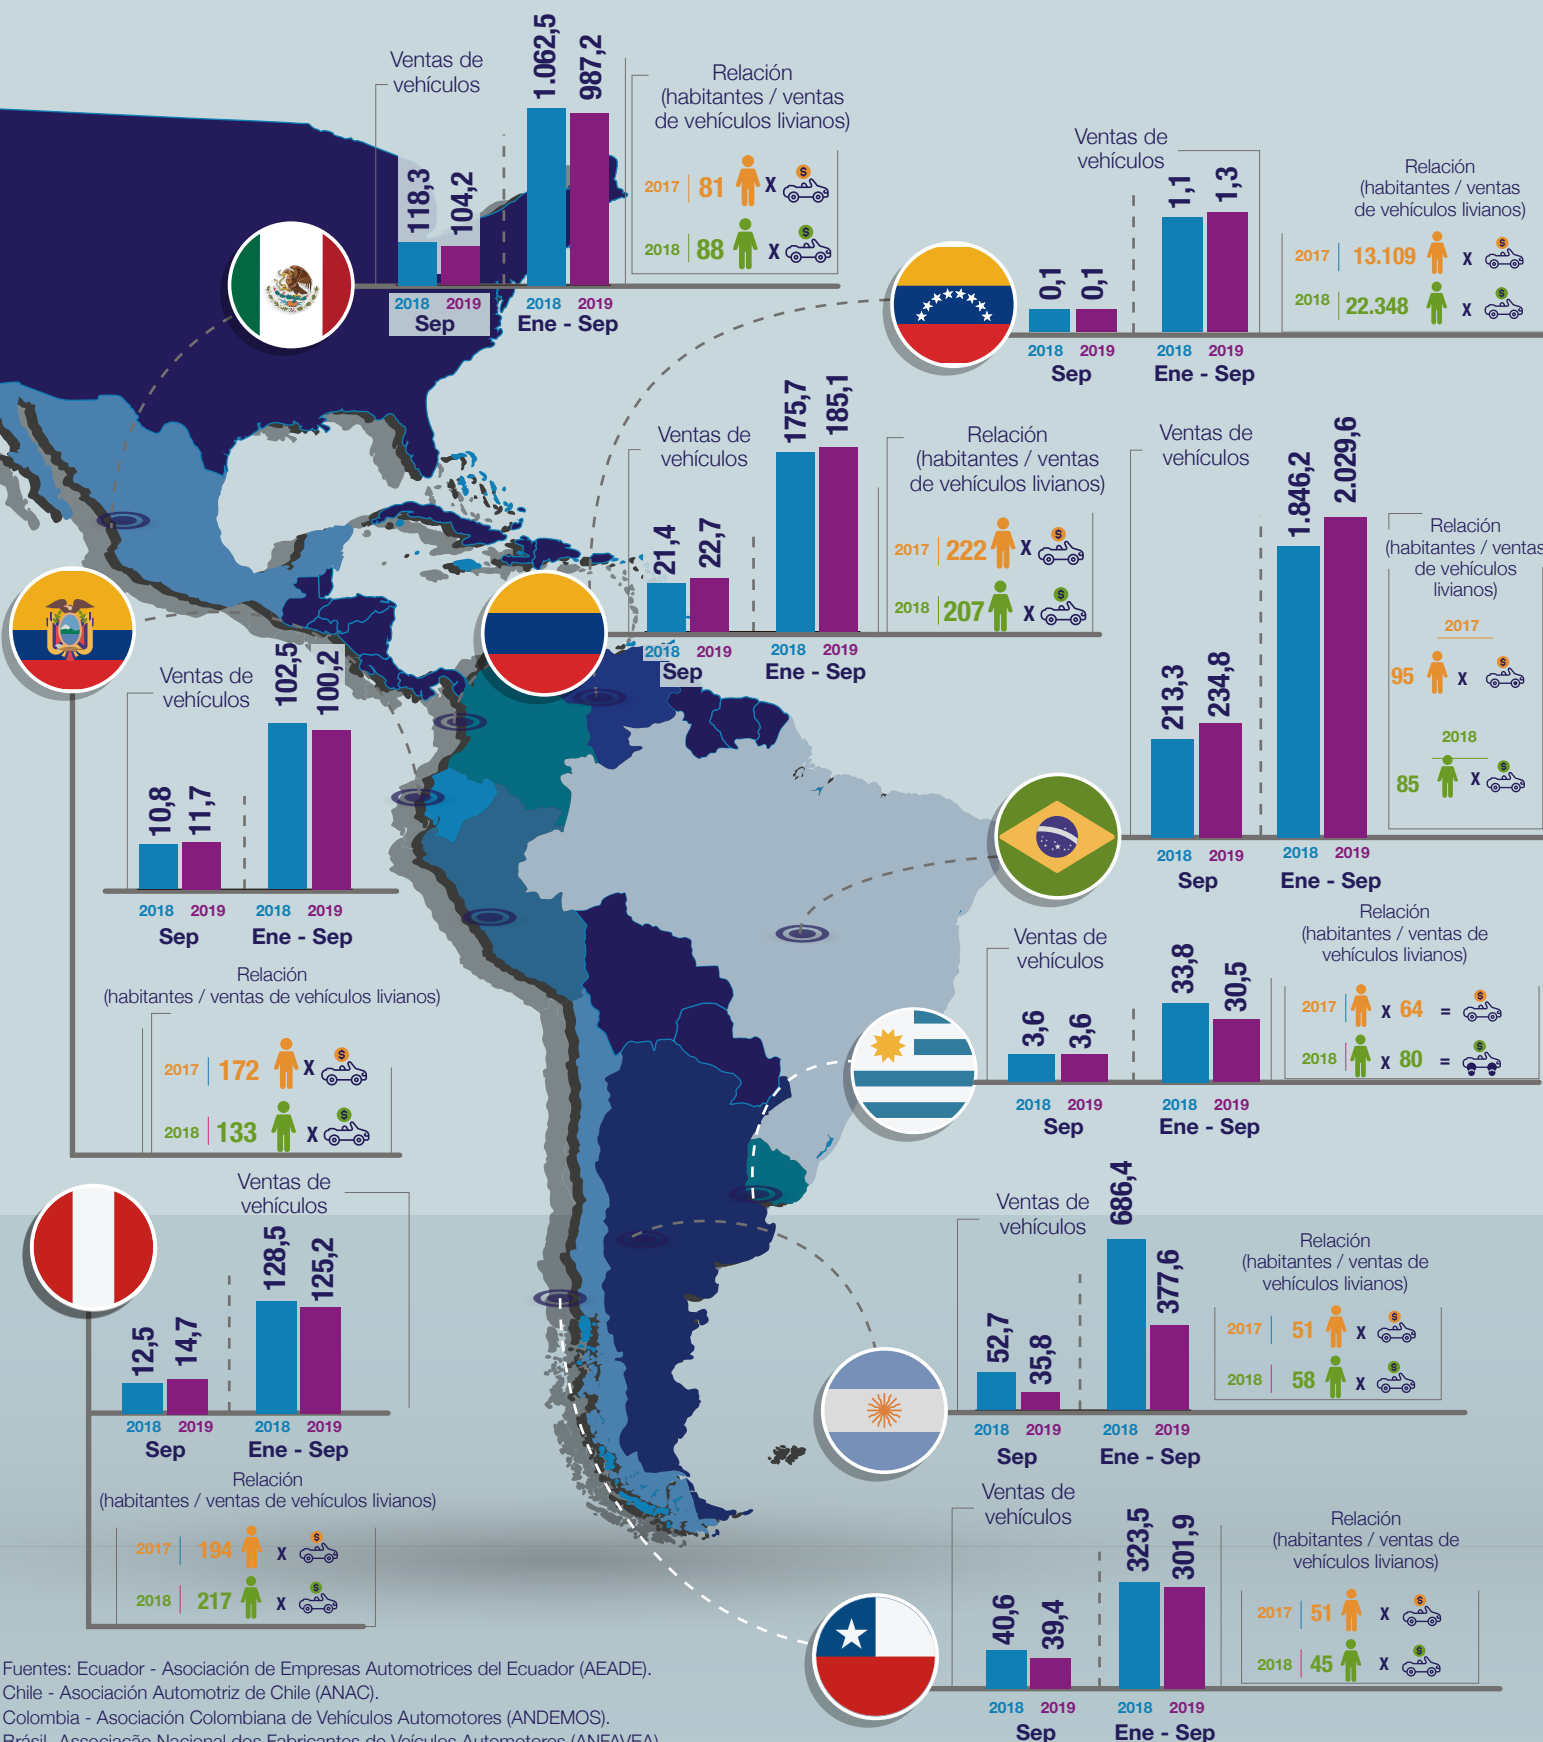 Ventas de
vehículos
118,3
104,2
1.062,5
987,2
2018 2019
Sep
2018 2019
Ene - Sep
Relación
(habitantes / ventas
de vehículos livianos)
2017 81 X $
2018 88 X $
Ventas de
vehículos
0,1
0,1
1,1
1,3
2018 2019
Sep
2018 2019
Ene - Sep
Relación
(habitantes / ventas
de vehículos livianos)
2017 13.109 X $
2018 22.348 X $
Ventas de
vehículos
21,4
22,7
175,7
185,1
2018 2019
Sep
2018 2019
Ene - Sep
Relación
(habitantes / ventas
de vehículos livianos)
2017 222 X $
2018 207 X $
Ventas de
vehículos
213,3
234,8
1.846,2
2.029,6
2018 2019
Sep
2018 2019
Ene - Sep
Relación
(habitantes / ventas
de vehículos
livianos)
2017
95 X $
2018
85 X $
Ventas de
vehículos
10,8
11,7
102,5
100,2
2018 2019
Sep
2018 2019
Ene - Sep
Relación
(habitantes / ventas de vehículos livianos)
2017 172 X $
2018 133 X $
Ventas de
vehículos
3,6
3,6
33,8
30,5
2018 2019
Sep
2018 2019
Ene - Sep
Relación
(habitantes / ventas de
vehículos livianos)
2017 X 64 = $
2018 X 80 = $
Ventas de
vehículos
12,5
14,7
128,5
125,2
2018 2019
Sep
2018 2019
Ene - Sep
Relación
(habitantes / ventas de vehículos livianos)
2017 194 X $
2018 217 X $
Ventas de
vehículos
52,7
35,8
686,4
377,6
2018 2019
Sep
2018 2019
Ene - Sep
Relación
(habitantes / ventas de
vehículos livianos)
2017 51 X $
2018 58 X $
Ventas de
vehículos
40,6
39,4
323,5
301,9
2018 2019
Sep
2018 2019
Ene - Sep
Relación
(habitantes / ventas de
vehículos livianos)
2017 51 X $
2018 45 X $
Fuentes: Ecuador - Asociación de Empresas Automotrices del Ecuador (AEADE).
Chile - Asociación Automotriz de Chile (ANAC).
Colombia - Asociación Colombiana de Vehículos Automotores (ANDEMOS).
Brásil- Associação Nacional dos Fabricantes de Veículos Automotores (ANFAVEA)